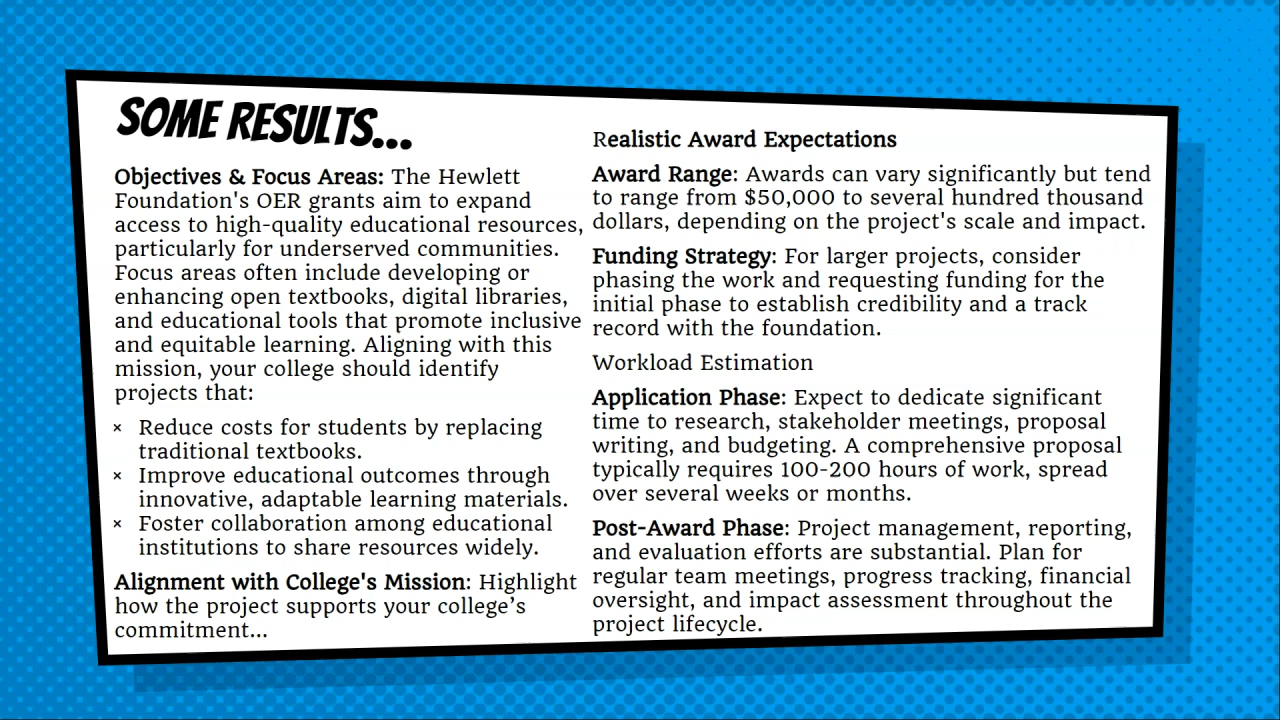 SOME RESULTS...
Objectives & Focus Areas: The Hewlett
Foundation's OER grants aim to expand
access to high-quality educational resources,
particularly for underserved communities.
Focus areas often include developing or
enhancing open textbooks, digital libraries,
and educational tools that promote inclusive
and equitable learning. Aligning with this
mission, your college should identify
projects that:
× Reduce costs for students by replacing
traditional textbooks.
× Improve educational outcomes through
innovative, adaptable learning materials.
× Foster collaboration among educational
institutions to share resources widely.
Alignment with College's Mission: Highlight
how the project supports your college’s
commitment...
Realistic Award Expectations
Award Range: Awards can vary significantly but tend
to range from $50,000 to several hundred thousand
dollars, depending on the project's scale and impact.
Funding Strategy: For larger projects, consider
phasing the work and requesting funding for the
initial phase to establish credibility and a track
record with the foundation.
Workload Estimation
Application Phase: Expect to dedicate significant
time to research, stakeholder meetings, proposal
writing, and budgeting. A comprehensive proposal
typically requires 100-200 hours of work, spread
over several weeks or months.
Post-Award Phase: Project management, reporting,
and evaluation efforts are substantial. Plan for
regular team meetings, progress tracking, financial
oversight, and impact assessment throughout the
project lifecycle.